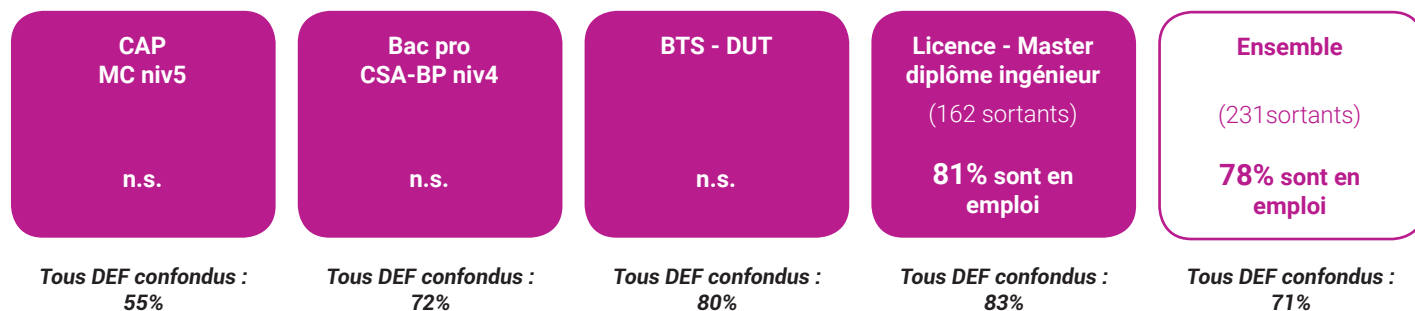 CAP
MC niv5
n.s.
Tous DEF confondus :
55%
Bac pro
CSA-BP niv4
n.s.
Tous DEF confondus :
72%
BTS - DUT
n.s.
Tous DEF confondus :
80%
Licence - Master
diplôme ingénieur
(162 sortants)
81% sont en
emploi
Tous DEF confondus :
83%
Ensemble
(231sortants)
78% sont en
emploi
Tous DEF confondus :
71%